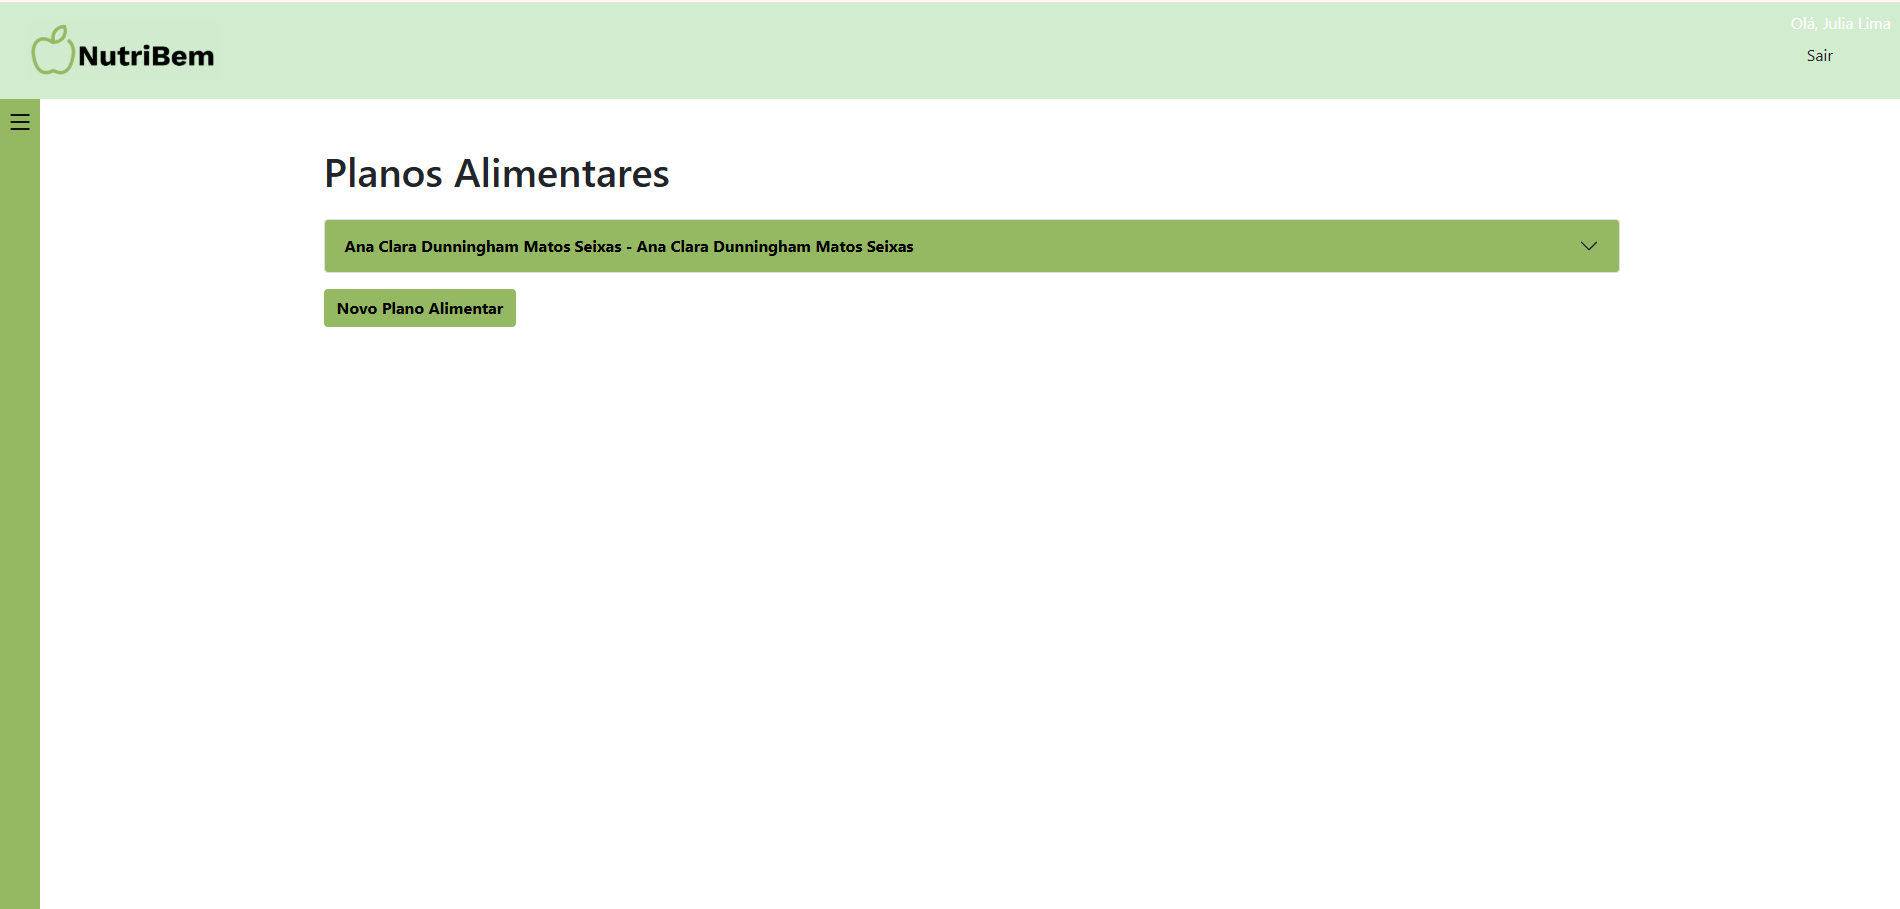 NutriBem
Olá, Julia Lima
Sair
Planos Alimentares
Ana Clara Dunningham Matos Seixas - Ana Clara Dunningham Matos Seixas
Novo Plano Alimentar